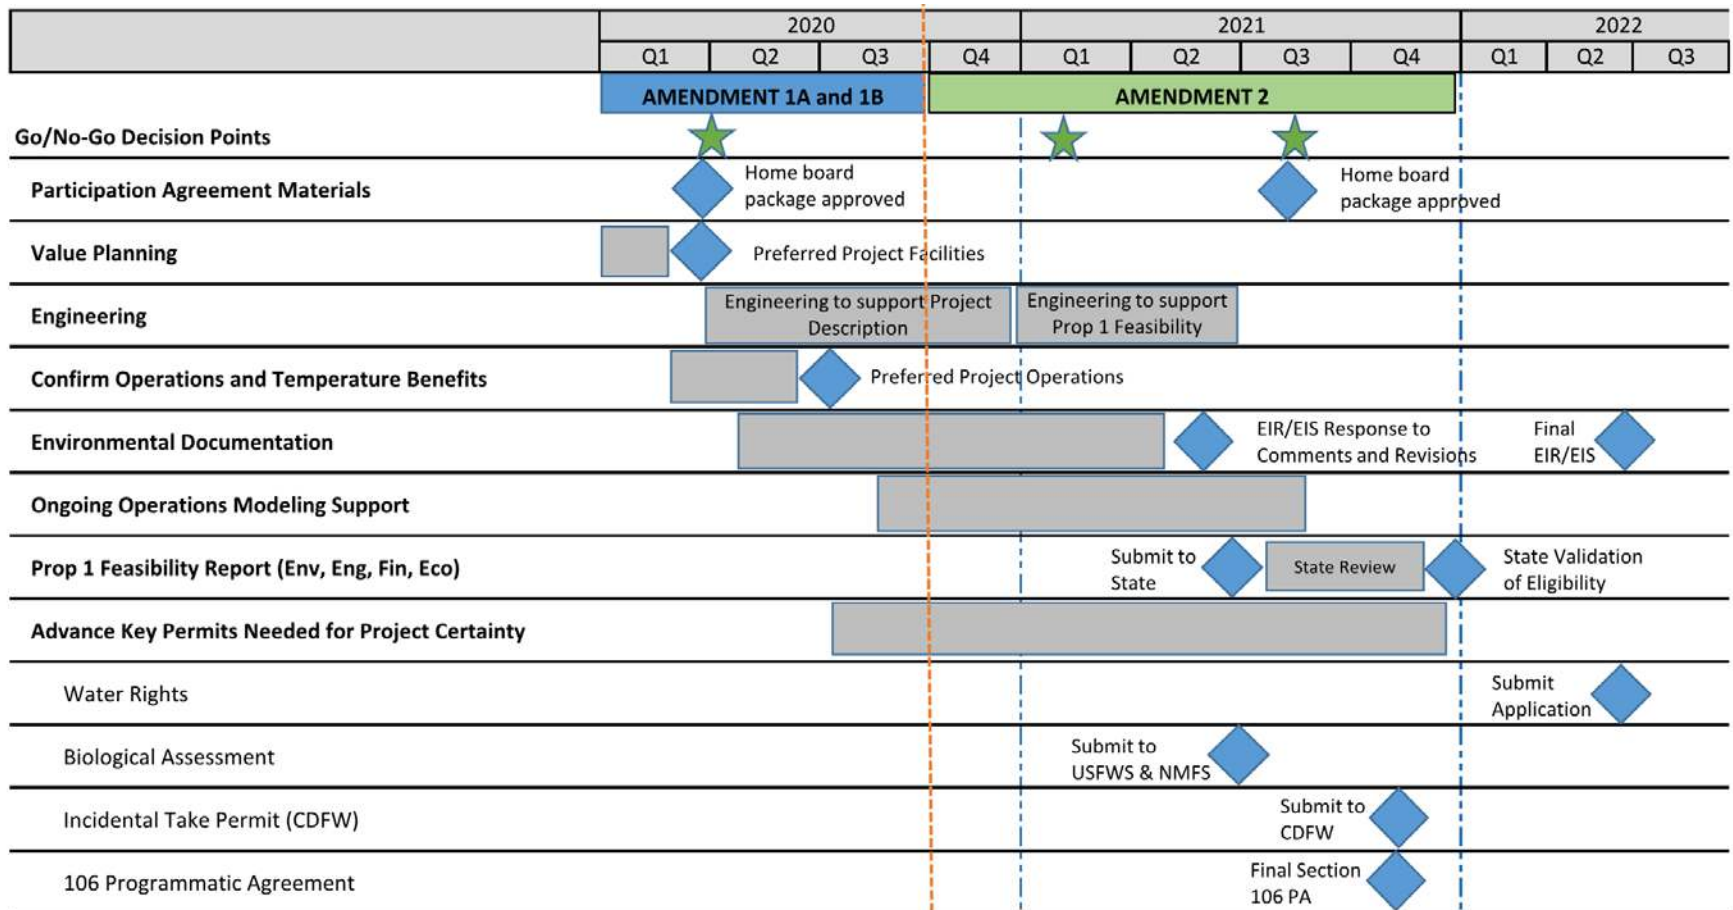 2020 2021 2022
Q1 Q2 Q3 Q4 Q1 Q2 Q3 Q4 Q1 Q2 Q3
AMENDMENT 1A and 1B AMENDMENT 2
Go/No-Go Decision Points
Participation Agreement Materials
Home board
package approved
Home board
package approved
Value Planning
Preferred Project Facilities
Engineering
Engineering to support Project
Description
Engineering to support
Prop 1 Feasibility
Confirm Operations and Temperature Benefits
Preferred Project Operations
Environmental Documentation
EIR/EIS Response to
Comments and Revisions
Final
EIR/EIS
Ongoing Operations Modeling Support
Prop 1 Feasibility Report (Env, Eng, Fin, Eco)
Submit to
State
State Review
State Validation
of Eligibility
Advance Key Permits Needed for Project Certainty
Water Rights
Submit
Application
Biological Assessment
Submit to
USFWS & NMFS
Incidental Take Permit (CDFW)
Submit to
CDFW
106 Programmatic Agreement
Final Section
106 PA